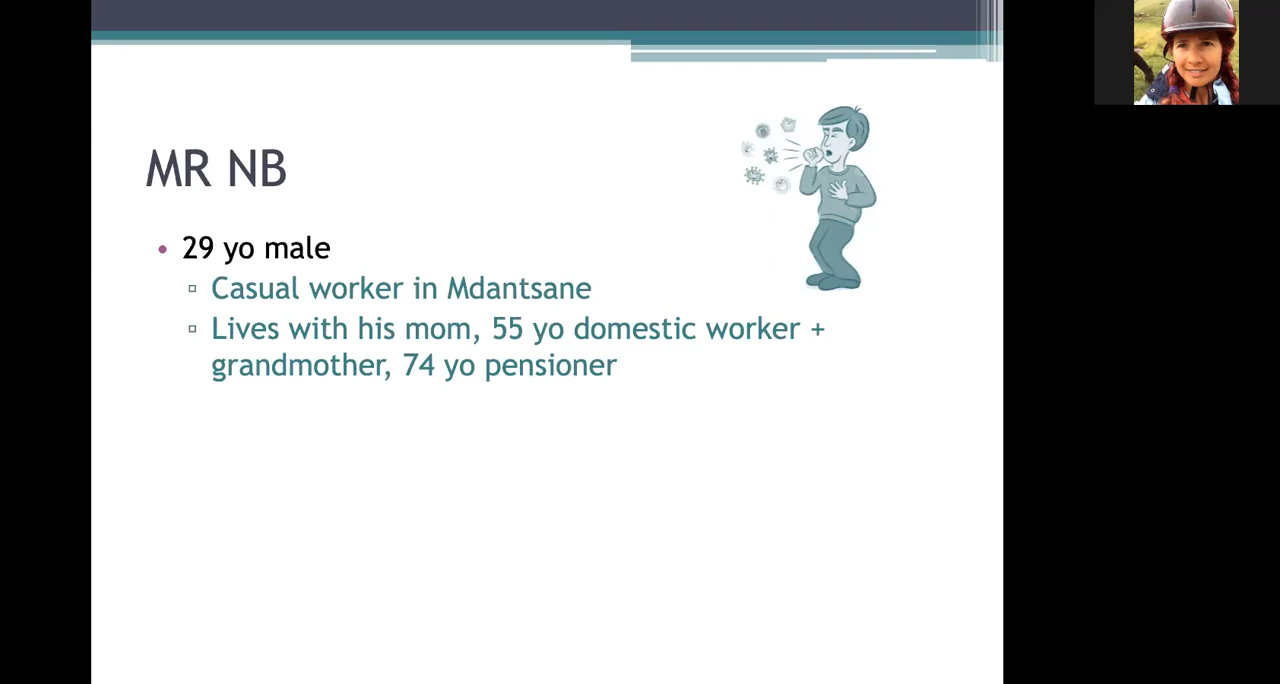 MR NB
• 29 yo male
▫ Casual worker in Mdantsane
▫ Lives with his mom, 55 yo domestic worker +
grandmother, 74 yo pensioner